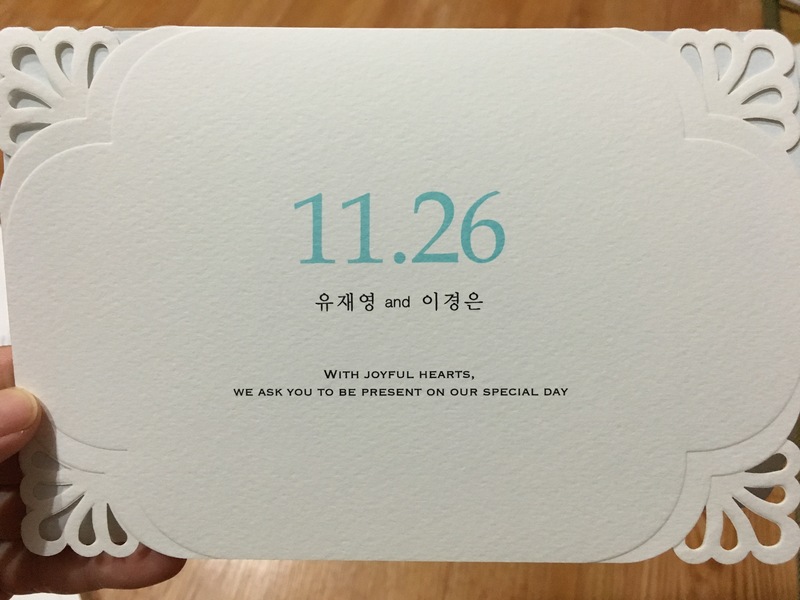 11.26
유재영 and 이경은
WITH JOYFUL HEARTS,
WE ASK YOU TO BE PRESENT ON OUR SPECIAL DAY